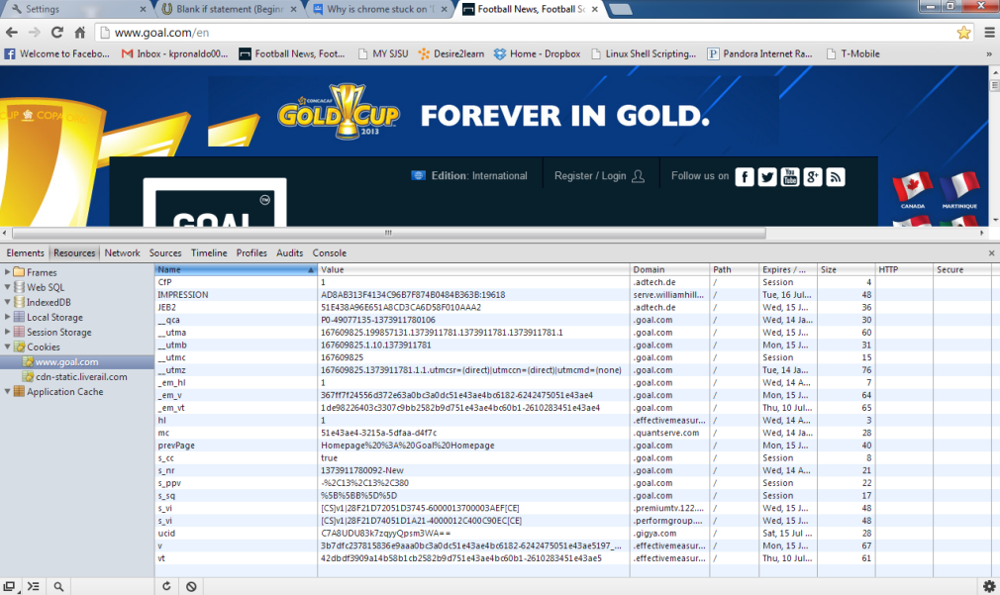 Settings
Blank if statement (Beginr
Why is chrome stuck on '
Football News, Football So
www.goal.com/en
Welcome to Facebo...
Inbox - kpronaldo00...
Football News, Foot...
MY SJSU
Desire2learn
Home - Dropbox
Linux Shell Scripting...
Pandora Internet Ra...
T-Mobile
»
CUP COPA
CONCACAF
GOLD CUP
2013
FOREVER IN GOLD.
Edition: International
Register / Login
Follow us on
You Tube
GOAL
CANADA
MARTINIQUE
Elements Resources Network Sources Timeline Profiles Audits Console
Frames
Web SQL
IndexedDB
Local Storage
Session Storage
Cookies
www.goal.com
cdn-static.liverail.com
Application Cache
Name Value Domain Path Expires / ... Size HTTP Secure
CfP 1 .adtech.de / Session 4
IMPRESSION AD8AB313F4134C96B7F874B0484B363B:19618 serve.williamhill... / Tue, 16 Jul... 48
JEB2 51E438A96E651A8CD3CA6D58F010AAA2 .adtech.de / Wed, 15 J... 36
__qca P0-49077135-1373911780106 .goal.com / Wed, 14 Ja... 30
__utma 167609825.199857131.1373911781.1373911781.1373911781.1 .goal.com / Wed, 15 J... 60
__utmb 167609825.1.10.1373911781 .goal.com / Mon, 15 J... 31
__utmc 167609825 .goal.com / Session 15
__utmz 167609825.1373911781.1.1.utmcsr=(direct)|utmccn=(direct)|utmcmd=(none) .goal.com / Tue, 14 Ja... 76
_em_hl 1 .goal.com / Wed, 14 A... 7
_em_v 367ff7f24556d372e63a0bc3a0dc51e43ae4bc6182-6242475051e43ae4 .goal.com / Mon, 15 J... 64
_em_vt 1de98226403c3307c9bb2582b9d751e43ae4bc60b1-2610283451e43ae4 .goal.com / Thu, 10 Jul... 65
hl 1 .effectivemeasur... / Wed, 14 A... 3
mc 51e43ae4-3215a-5dfaa-d4f7c .quantserve.com / Wed, 14 Ja... 28
prevPage Homepage%20%3A%20Goal%20Homepage .goal.com / Mon, 15 J... 40
s_cc true .goal.com / Session 8
s_nr 1373911780092-New .goal.com / Wed, 14 A... 21
s_ppv -%2C13%2C13%2C380 .goal.com / Session 22
s_sq %5B%5BB%5D%5D .goal.com / Session 17
s_vi [CS]v1|28F21D72051D3745-6000013700003AEF[CE] .premiumtv.122.... / Wed, 15 J... 48
s_vi [CS]v1|28F21D74051D1A21-4000012C400C90EC[CE] .performgroup.... / Wed, 15 J... 48
ucid C7A8UDU83k7zqyyQpsm3WA== .gigya.com / Sat, 15 Jul ... 28
v 3b7dfc237815836e9aaa0bc3a0dc51e43ae4bc6182-6242475051e43ae5197_... .effectivemeasur... / Mon, 15 J... 67
vt 42dbdf3909a14b58b1cb2582b9d751e43ae4bc60b1-2610283451e43ae5 .effectivemeasur... / Thu, 10 Jul... 61